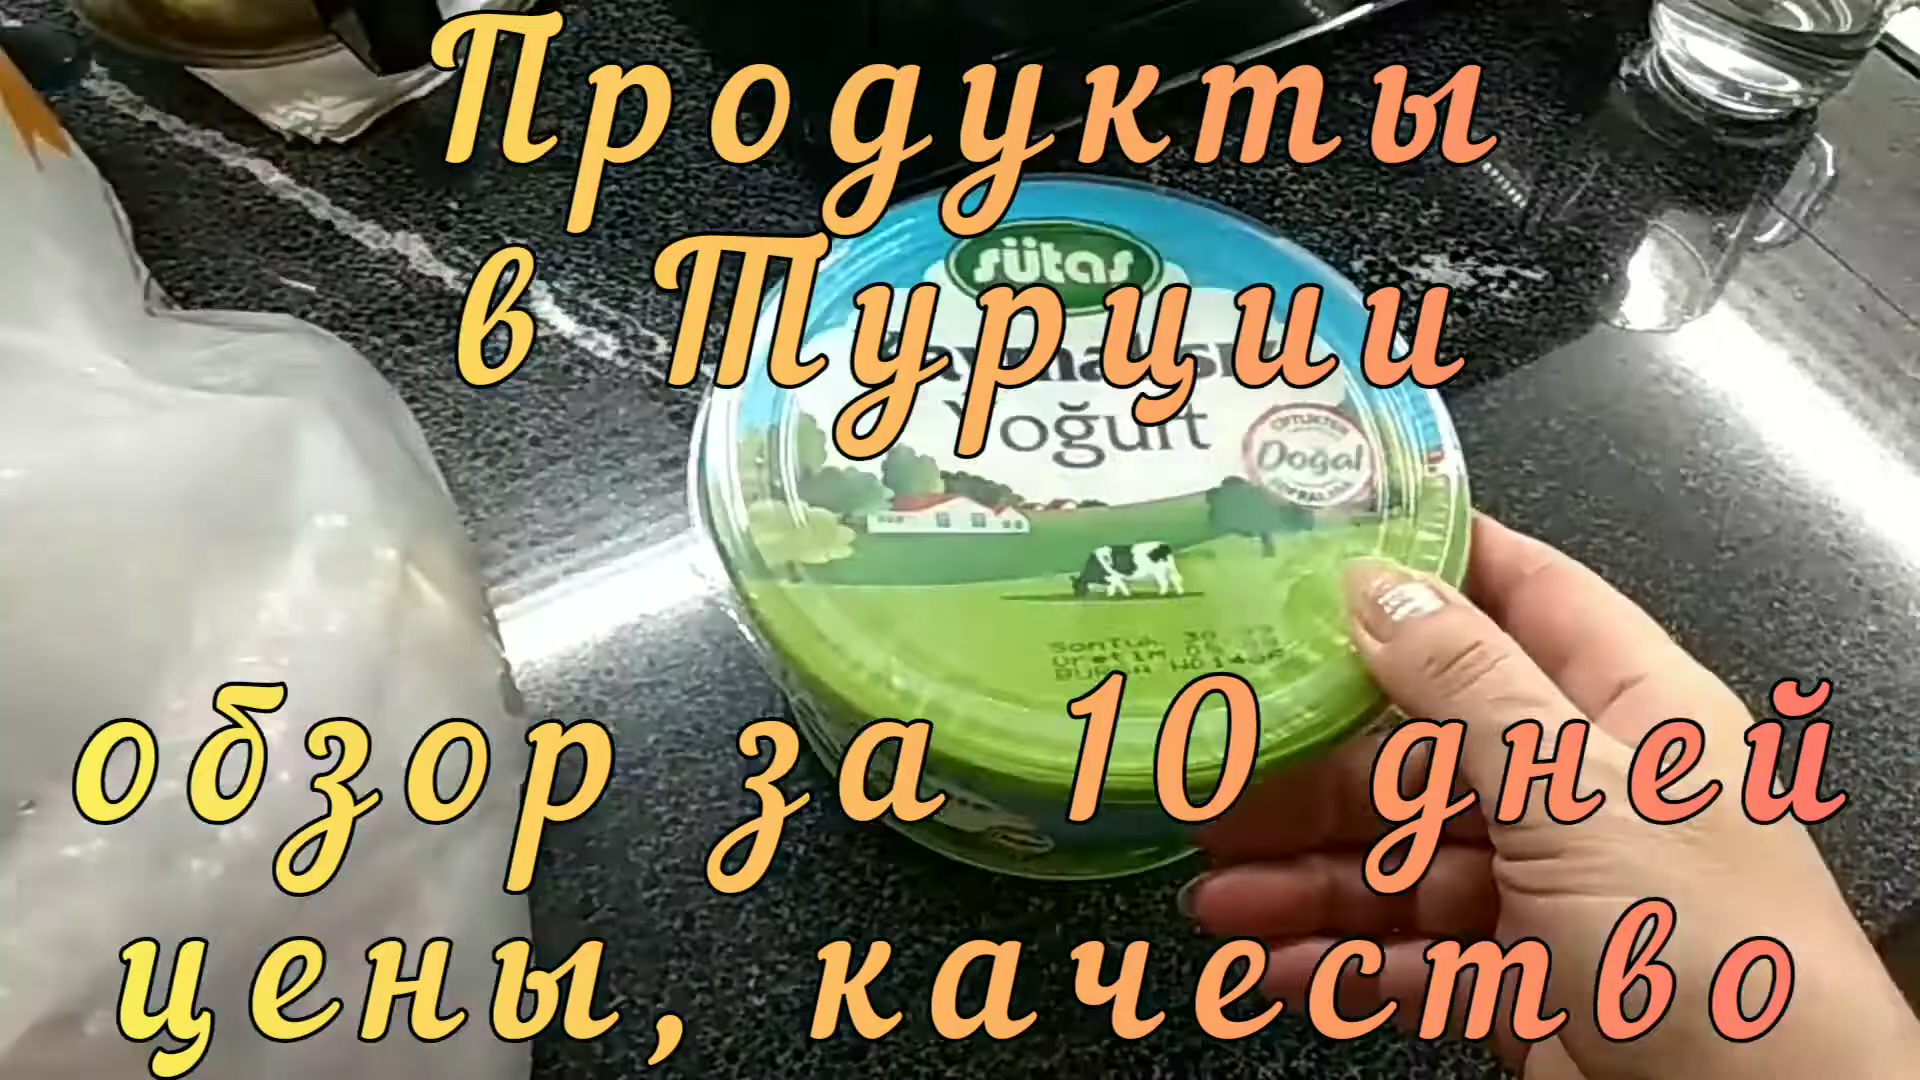 Продукты
sütaş
в Турции
Yoğurt
Doğal
обзор за 10 дней
цены, качество